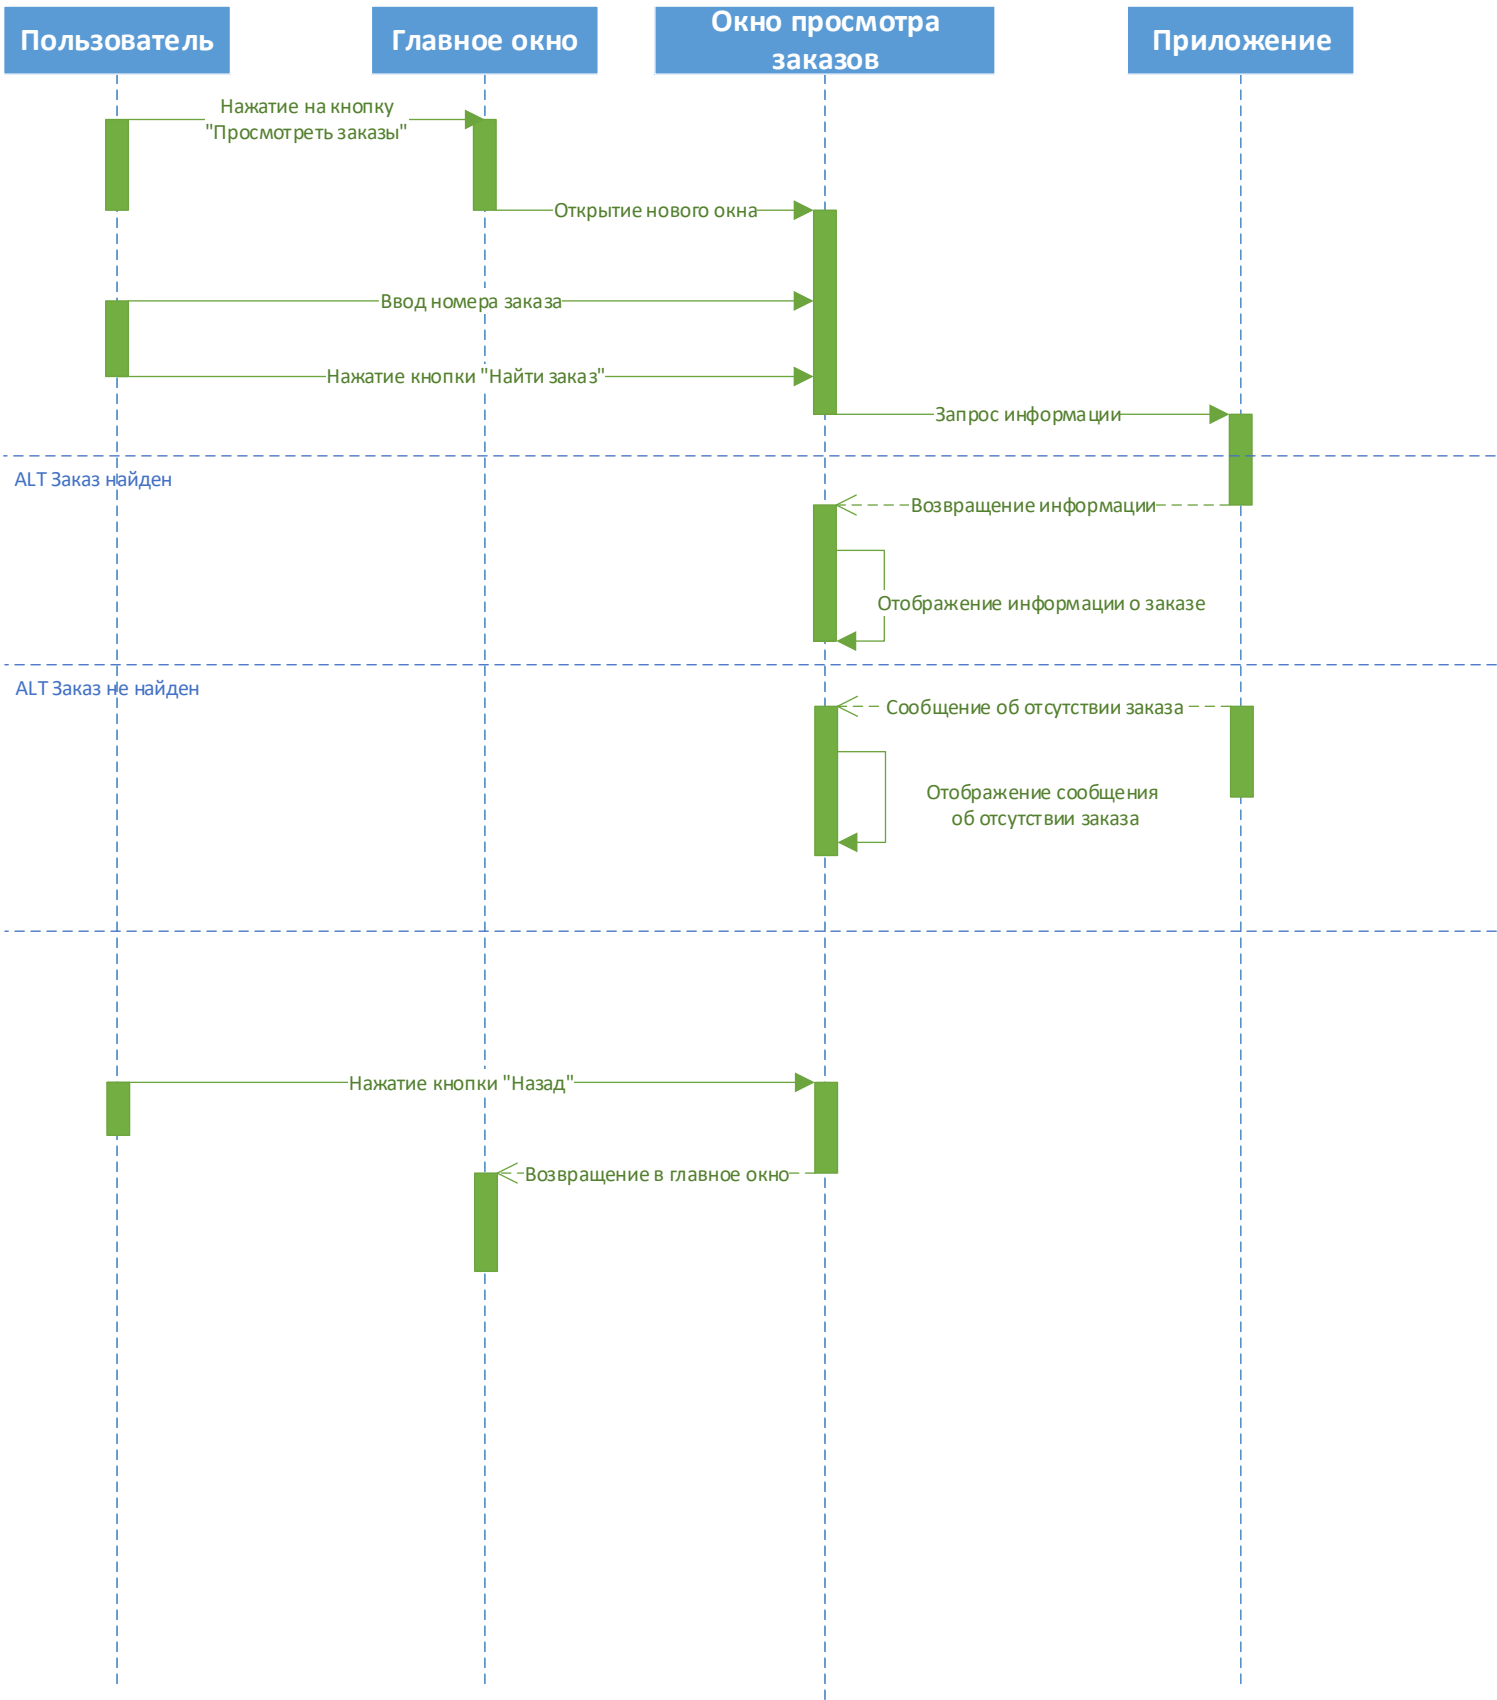 Пользователь
Главное окно
Окно просмотра
заказов
Приложение
Нажатие на кнопку
"Просмотреть заказы"
Открытие нового окна
Ввод номера заказа
Нажатие кнопки "Найти заказ"
Запрос информации
ALT Заказ найден
Возвращение информации
Отображение информации о заказе
ALT Заказ не найден
Сообщение об отсутствии заказа
Отображение сообщения
об отсутствии заказа
Нажатие кнопки "Назад"
Возвращение в главное окно